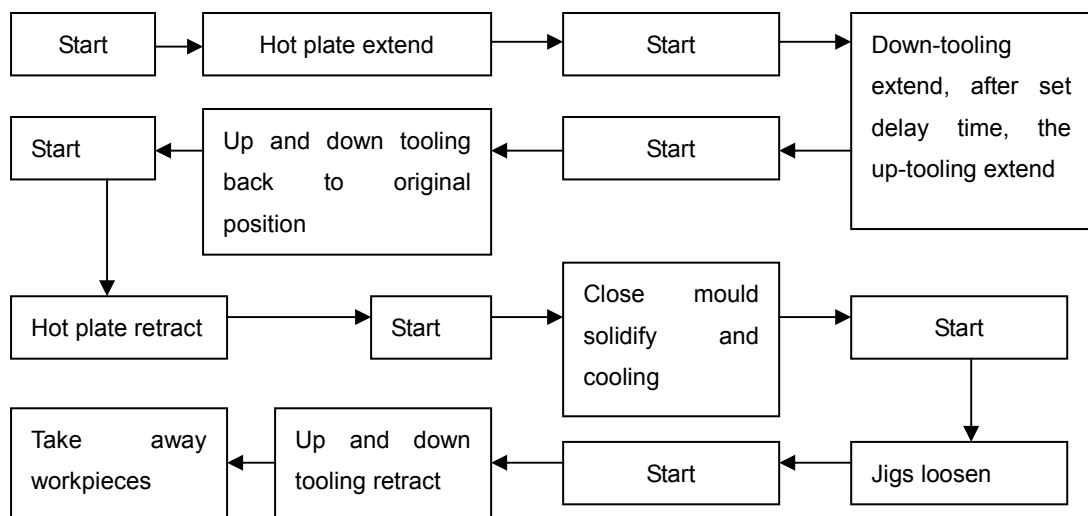 Start
Hot plate extend
Start
Down-tooling
extend, after set
delay time, the
up-tooling extend
Start
Up and down tooling
back to original
position
Start
Hot plate retract
Start
Close mould
solidify and
cooling
Start
Jigs loosen
Start
Up and down
tooling retract
Take away
workpieces